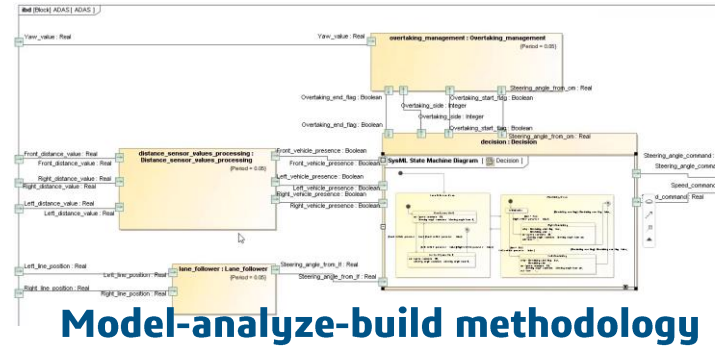 ibd [Block] ADAS [ ADAS ]
Yaw_value : Real
Yaw_value : Real
overtaking_management : Overtaking_management
{Period = 0.05}
Steering_angle_from_om : Real
Overtaking_end_flag : Boolean
Overtaking_start_flag : Boolean
Overtaking_side : Integer
Overtaking_side : Integer
Overtaking_end_flag : Boolean
Overtaking_start_flag : Boolean
Steering_angle_from_om : Real
decision : Decision
Front_distance_value : Real
Front_distance_value : Real
distance_sensor_values_processing :
Distance_sensor_values_processing
{Period = 0.05}
Front_vehicle_presence : Boolean
Front_vehicle_presence : Boolean
SysML State Machine Diagram [ Decision ]
Steering_angle_command :
Right_distance_value : Real
Right_distance_value : Real
Left_vehicle_presence : Boolean
Left_vehicle_presence : Boolean
Speed_comman
Right_vehicle_presence : Boolean
Right_vehicle_presence : Boolean
d_command : Real
Left_distance_value : Real
Left_distance_value : Real
Left_line_position : Real
Left_line_position : Real
lane_follower : Lane_follower
{Period = 0.05}
Steering_angle_from_lf : Real
Steering_angle_from_lf : Real
Right_line_position : Real
Right_line_position : Real
Model-analyze-build methodology